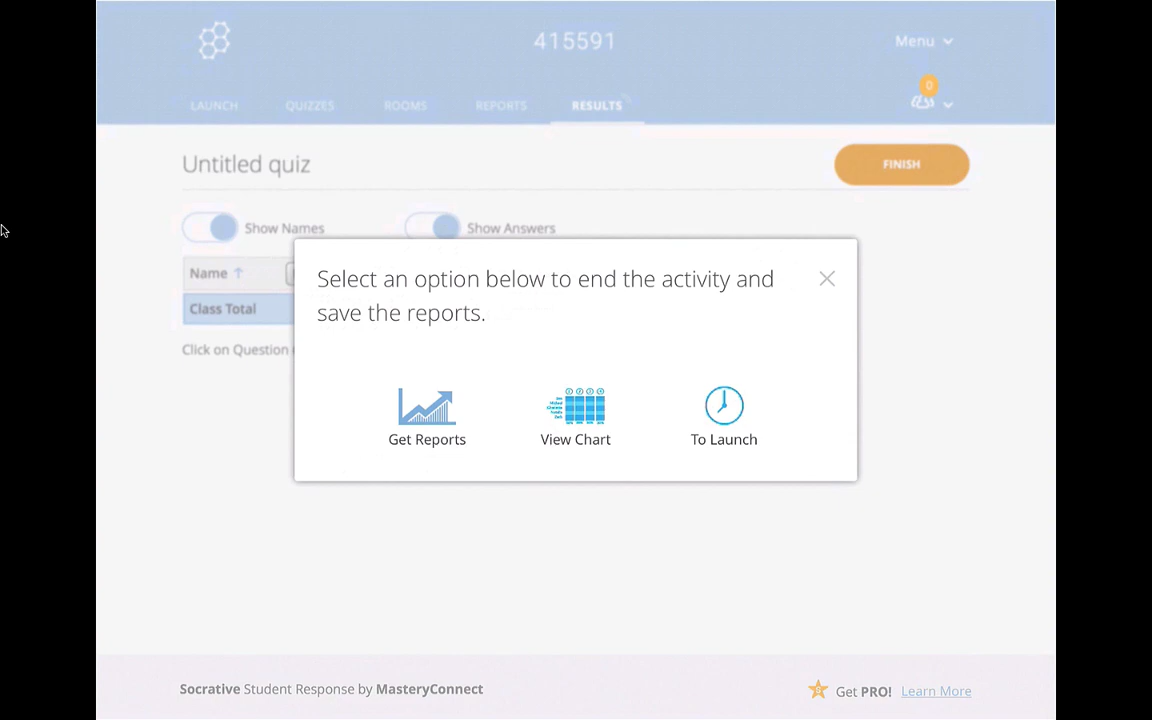 415591
Menu
0
LAUNCH QUIZZES ROOMS REPORTS RESULTS
Untitled quiz
FINISH
Show Names Show Answers
Name
Class Total
Click on Question
Select an option below to end the activity and
save the reports.
Get Reports View Chart To Launch
Socrative Student Response by MasteryConnect
Get PRO! Learn More